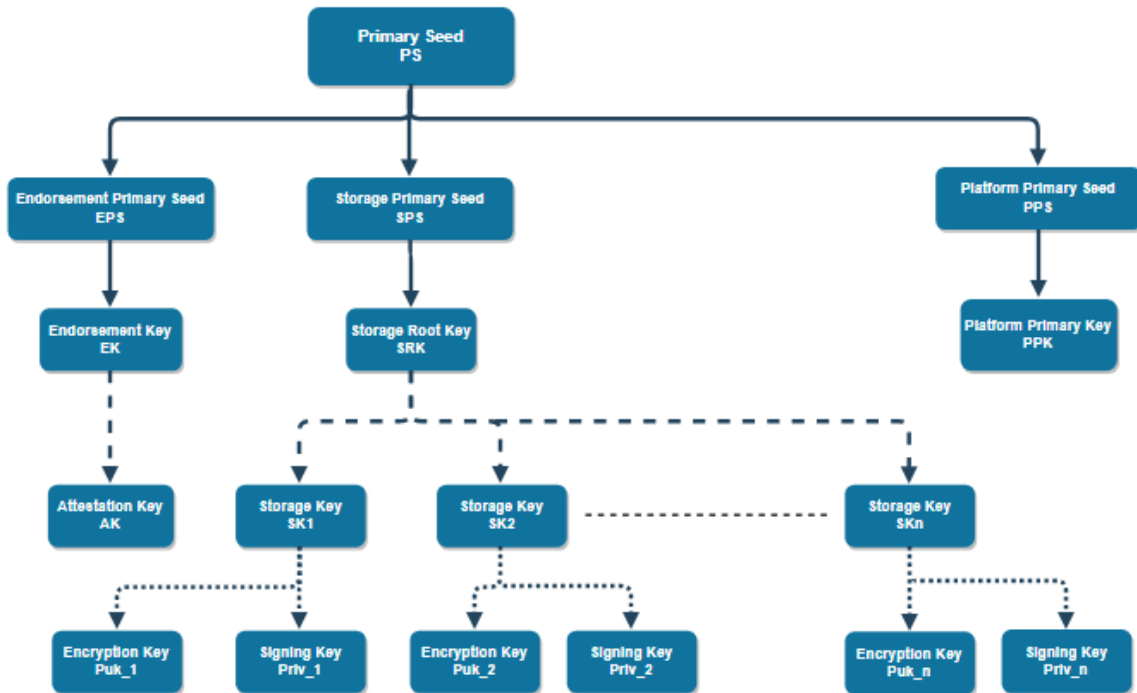 Primary Seed
PS
Endorsement Primary Seed
EPS
Storage Primary Seed
SPS
Platform Primary Seed
PPS
Endorsement Key
EK
Storage Root Key
SRK
Platform Primary Key
PPK
Attestation Key
AK
Storage Key
SK1
Storage Key
SK2
Storage Key
SKn
Encryption Key
Puk_1
Signing Key
Priv_1
Encryption Key
Puk_2
Signing Key
Priv_2
Encryption Key
Puk_n
Signing Key
Priv_n